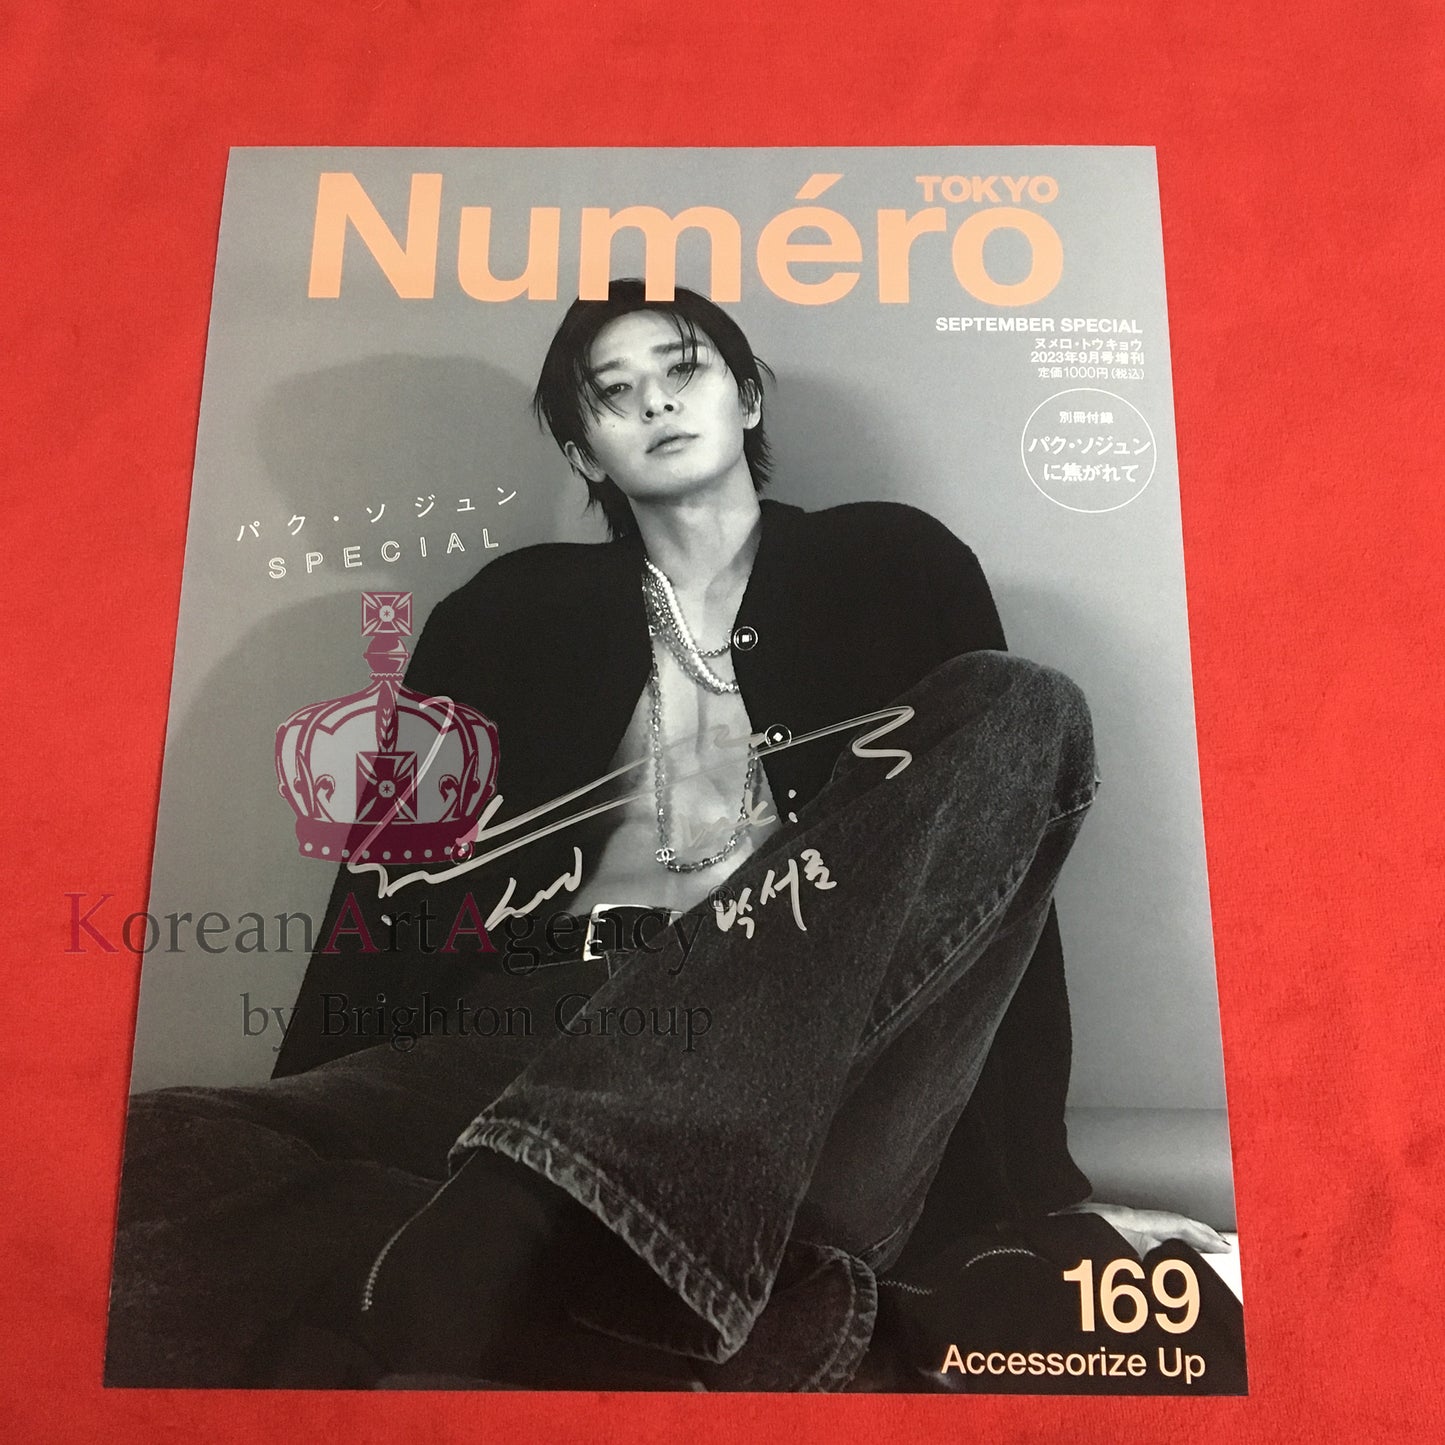 Numéro
TOKYO
SEPTEMBER SPECIAL
ヌメロ・トウキョウ
2023年9月号増刊
定価1000円(税込)
別冊付録
パク・ソジュン
に焦がれて
パク・ソジュン
SPECIAL
KoreanArtAgency®
by Brighton Group
169
Accessorize Up